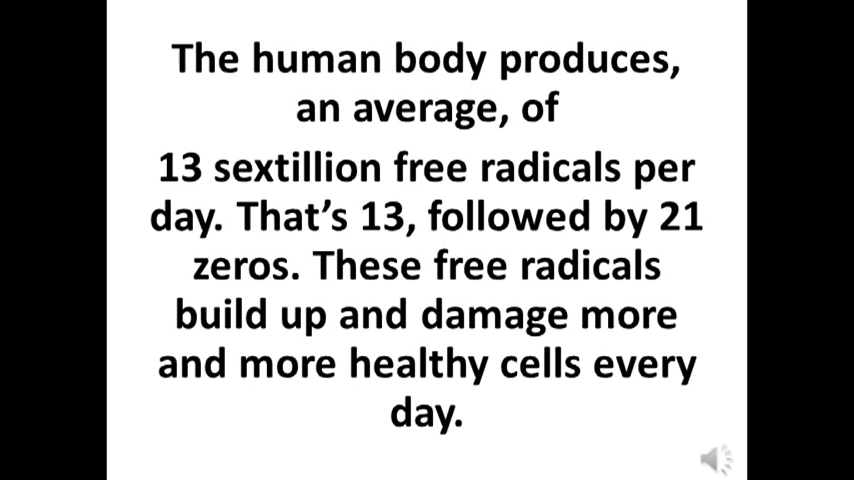 The human body produces,
an average, of
13 sextillion free radicals per
day. That’s 13, followed by 21
zeros. These free radicals
build up and damage more
and more healthy cells every
day.